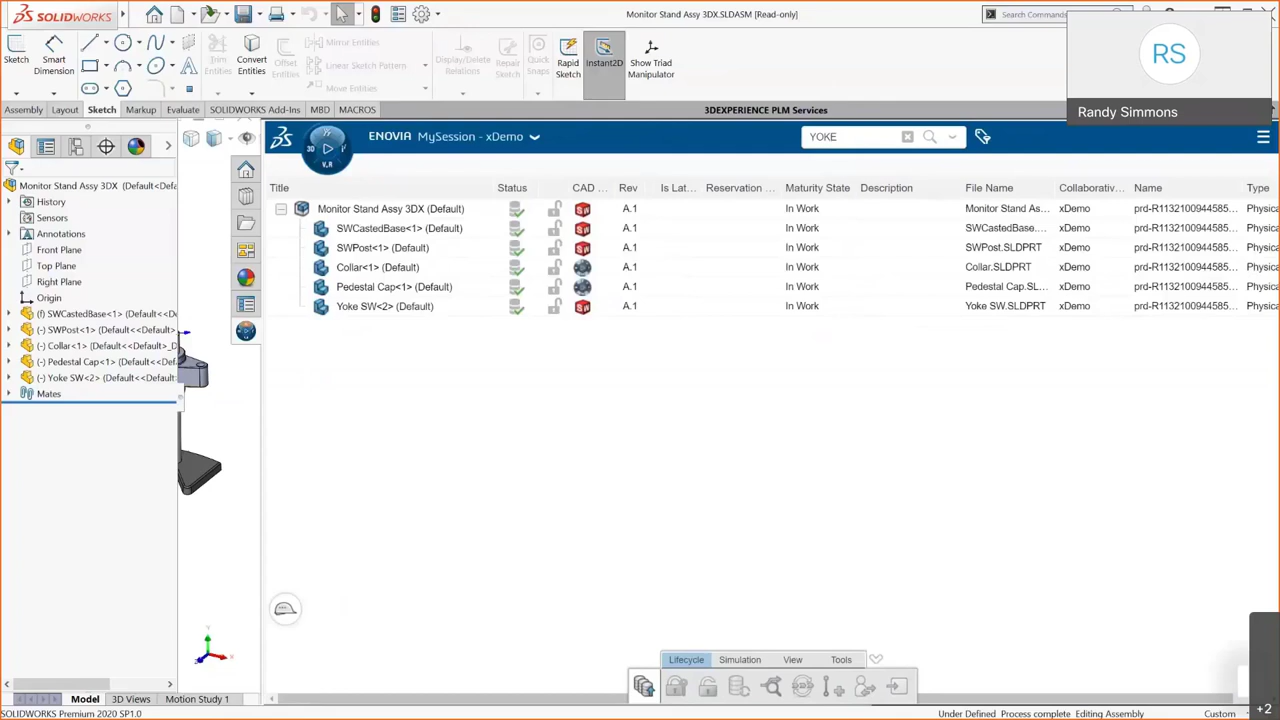 SOLIDWORKS
Monitor Stand Assy 3DX.SLDASM [Read-only]
Search Commands
RS
Randy Simmons
Sketch
Smart Dimension
Trim Entities
Convert Entities
Offset Entities
Mirror Entities
Linear Sketch Pattern
Move Entities
Display/Delete Relations
Repair Sketch
Quick Snaps
Rapid Sketch
Instant2D
Show Triad Manipulator
Assembly Layout Sketch Markup Evaluate SOLIDWORKS Add-Ins MBD MACROS
3DEXPERIENCE PLM Services
3D V.R
ENOVIA MySession - xDemo
YOKE
Title Status CAD ... Rev Is Lat... Reservation ... Maturity State Description File Name Collaborativ... Name Type
Monitor Stand Assy 3DX (Default) A.1 In Work Monitor Stand As... xDemo prd-R1132100944585... Physica
SWCastedBase<1> (Default) A.1 In Work SWCastedBase.... xDemo prd-R1132100944585... Physica
SWPost<1> (Default) A.1 In Work SWPost.SLDPRT xDemo prd-R1132100944585... Physica
Collar<1> (Default) A.1 In Work Collar.SLDPRT xDemo prd-R1132100944585... Physica
Pedestal Cap<1> (Default) A.1 In Work Pedestal Cap.SL... xDemo prd-R1132100944585... Physica
Yoke SW<2> (Default) A.1 In Work Yoke SW.SLDPRT xDemo prd-R1132100944585... Physica
Monitor Stand Assy 3DX (Default<Defa
History
Sensors
Annotations
Front Plane
Top Plane
Right Plane
Origin
(f) SWCastedBase<1> (Default<<De
(-) SWPost<1> (Default<<Default>
(-) Collar<1> (Default<<Default>_D
(-) Pedestal Cap<1> (Default<<Def
(-) Yoke SW<2> (Default<<Default
Mates
Lifecycle Simulation View Tools
Model 3D Views Motion Study 1
SOLIDWORKS Premium 2020 SP1.0
Under Defined Process complete Editing Assembly Custom
+2